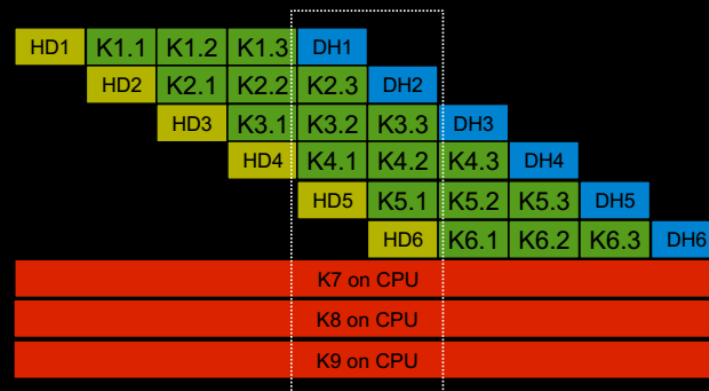 HD1 K1.1 K1.2 K1.3 DH1
HD2 K2.1 K2.2 K2.3 DH2
HD3 K3.1 K3.2 K3.3 DH3
HD4 K4.1 K4.2 K4.3 DH4
HD5 K5.1 K5.2 K5.3 DH5
HD6 K6.1 K6.2 K6.3 DH6
K7 on CPU
K8 on CPU
K9 on CPU